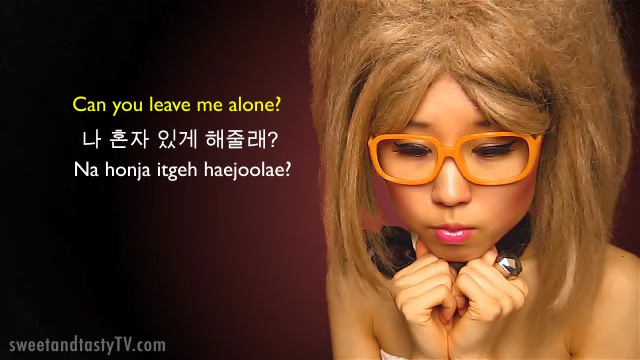 Can you leave me alone?
나 혼자 있게 해줄래?
Na honja itgeh haejoolae?
sweetandtastyTV.com